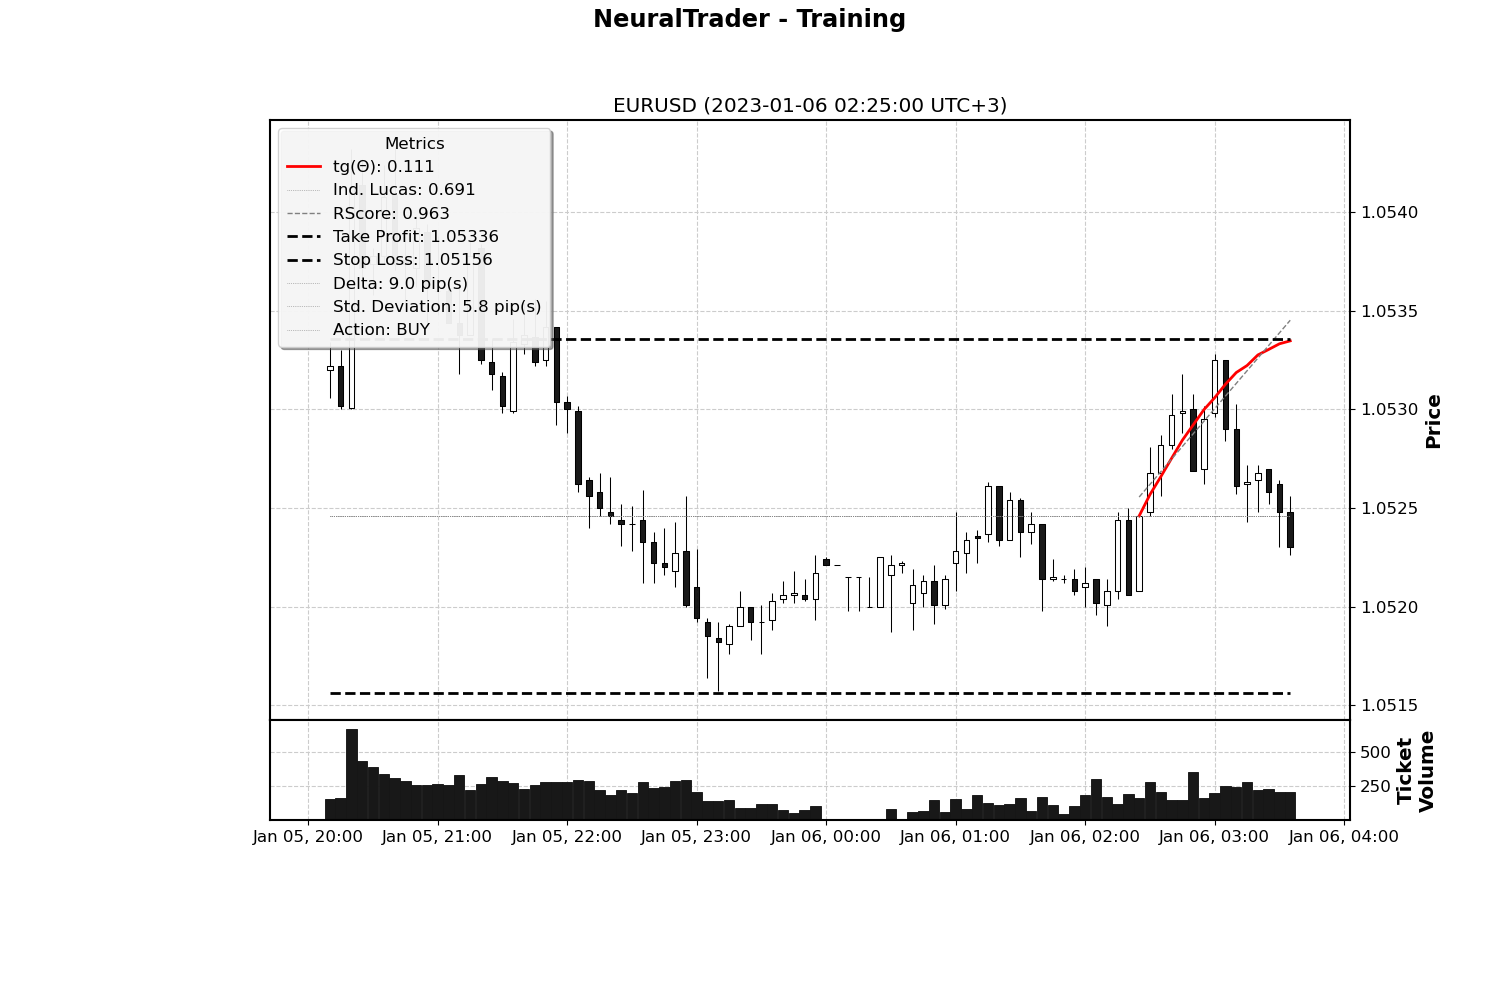 NeuralTrader - Training
EURUSD (2023-01-06 02:25:00 UTC+3)
Metrics
tg(Θ): 0.111
Ind. Lucas: 0.691
RScore: 0.963
Take Profit: 1.05336
Stop Loss: 1.05156
Delta: 9.0 pip(s)
Std. Deviation: 5.8 pip(s)
Action: BUY
1.0540
1.0535
1.0530
1.0525
1.0520
1.0515
Price
500
250
Ticket
Volume
Jan 05, 20:00
Jan 05, 21:00
Jan 05, 22:00
Jan 05, 23:00
Jan 06, 00:00
Jan 06, 01:00
Jan 06, 02:00
Jan 06, 03:00
Jan 06, 04:00